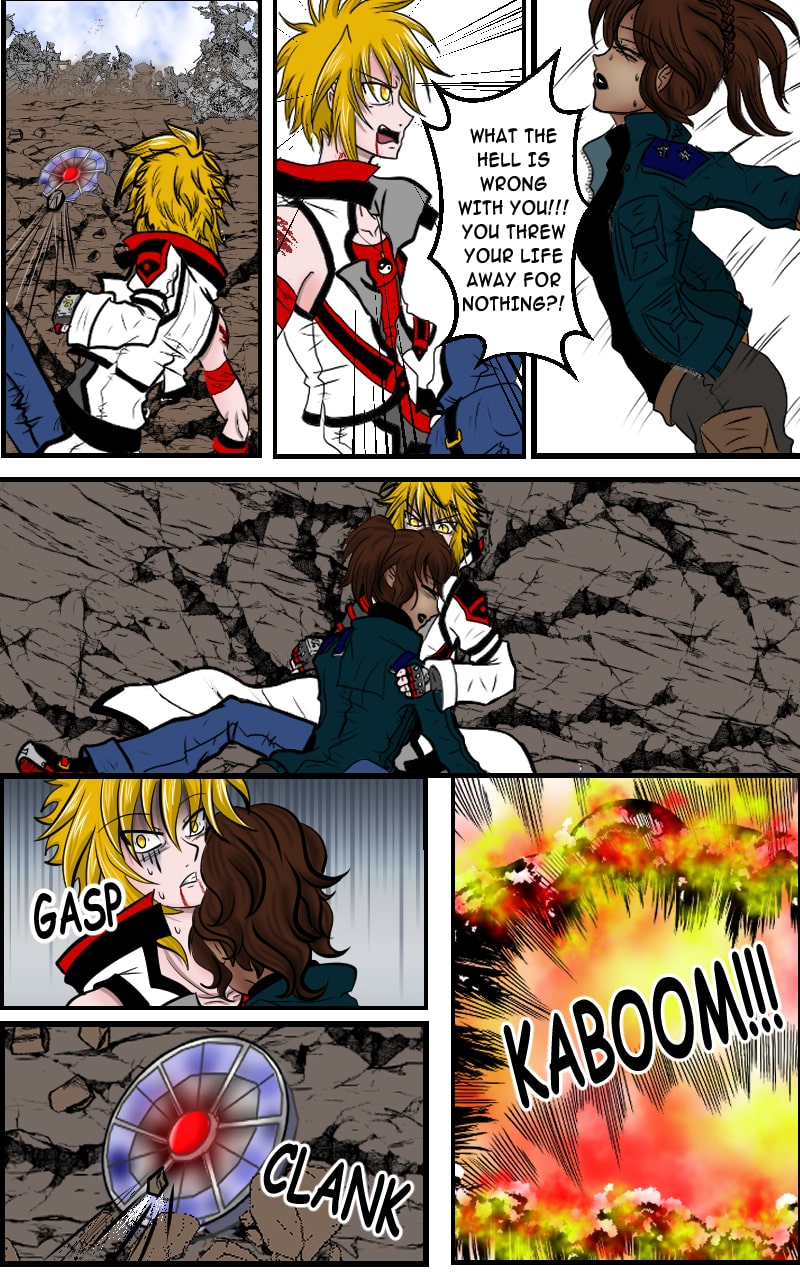 WHAT THE
HELL IS
WRONG
WITH YOU!!!
YOU THREW
YOUR LIFE
AWAY FOR
NOTHING?!
GASP
CLANK
KABOOM!!!